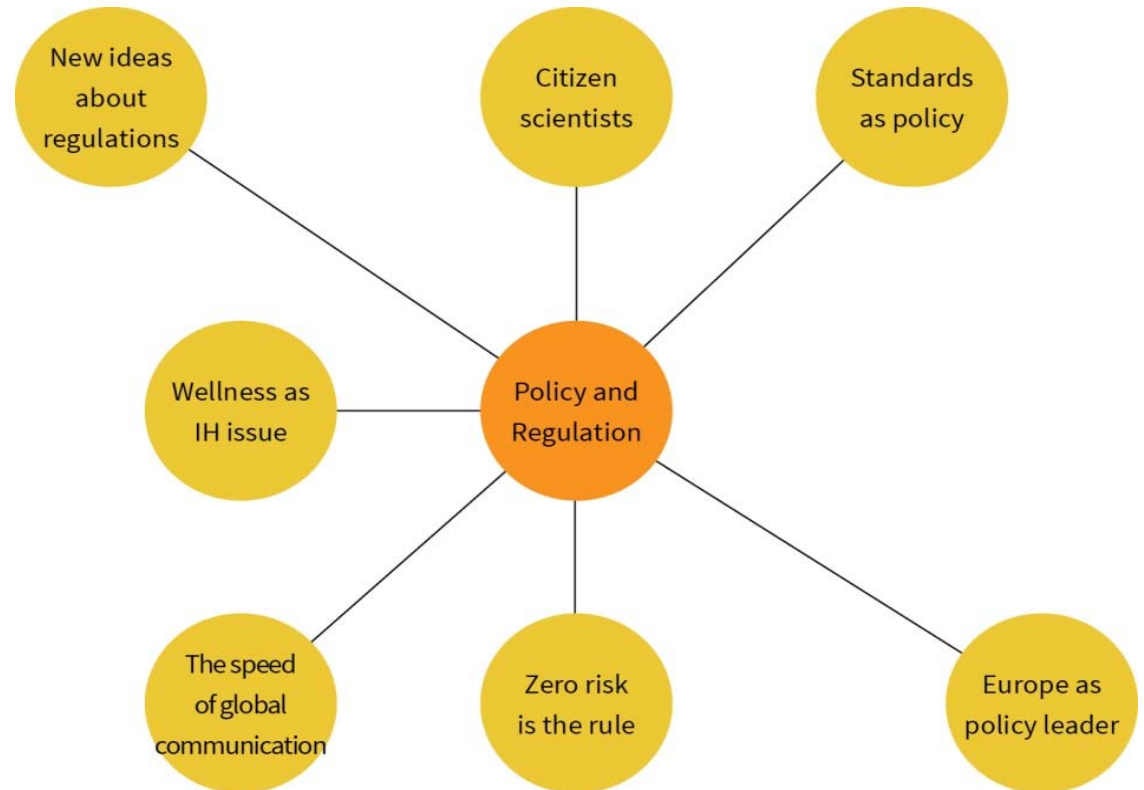 New ideas
about
regulations
Citizen
scientists
Standards
as policy
Wellness as
IH issue
Policy and
Regulation
The speed
of global
communication
Zero risk
is the rule
Europe as
policy leader